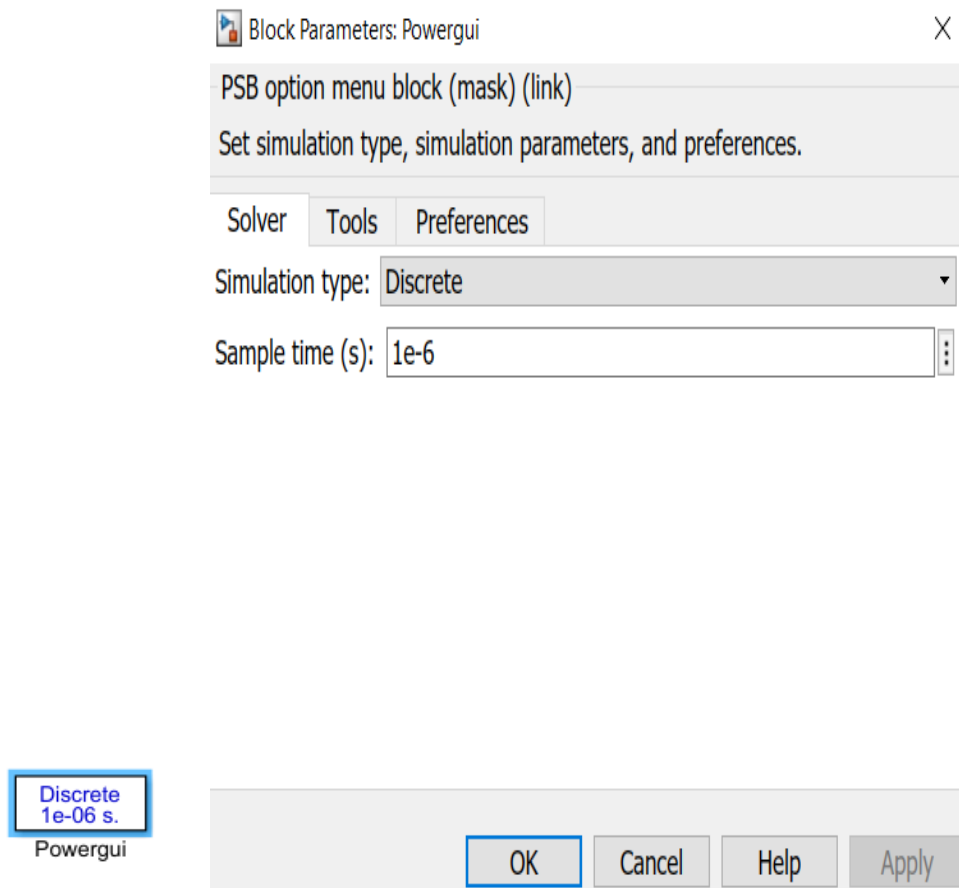 Block Parameters: Powergui
X
PSB option menu block (mask) (link)
Set simulation type, simulation parameters, and preferences.
Solver Tools Preferences
Simulation type: Discrete
Sample time (s): 1e-6
Discrete
1e-06 s.
Powergui
OK Cancel Help Apply